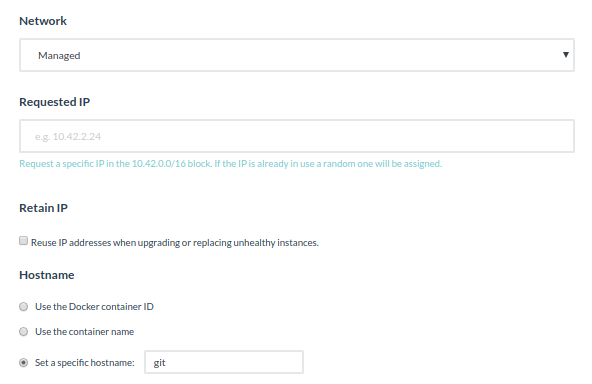 Network
Managed
Requested IP
e.g. 10.42.2.24
Request a specific IP in the 10.42.0.0/16 block. If the IP is already in use a random one will be assigned.
Retain IP
Reuse IP addresses when upgrading or replacing unhealthy instances.
Hostname
Use the Docker container ID
Use the container name
Set a specific hostname: git